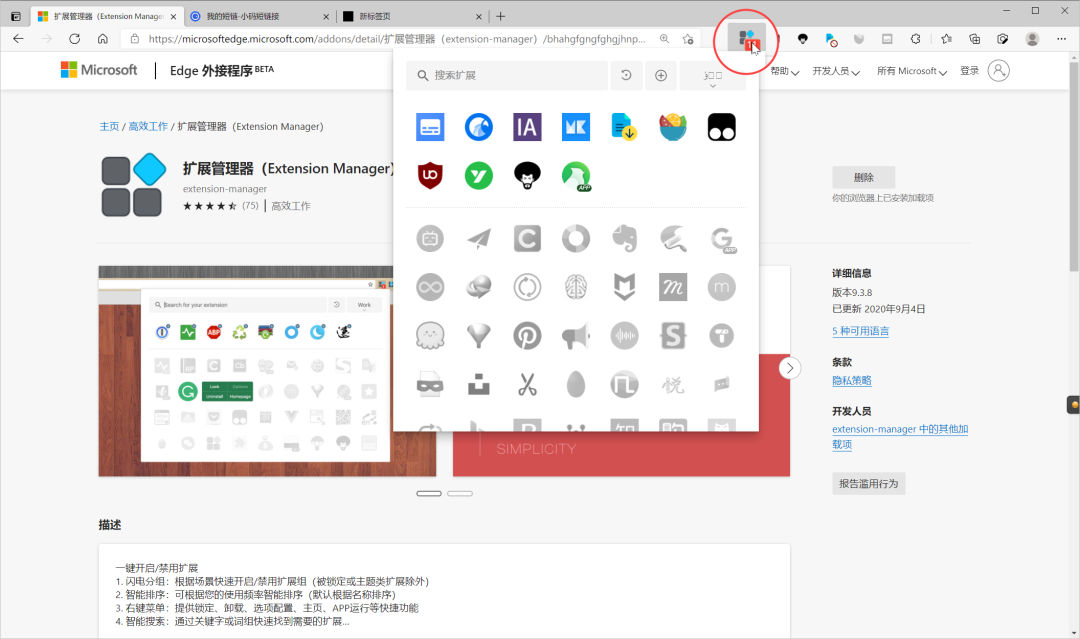 扩展管理器（Extension Manager
我的短链-小码短链接
新标签页
https://microsoftedge.microsoft.com/addons/detail/扩展管理器（extension-manager）/bhahgfgngfghgjhnp...
Microsoft
Edge 外接程序 BETA
帮助
开发人员
所有 Microsoft
登录
搜索扩展
主页 / 高效工作 / 扩展管理器（Extension Manager）
扩展管理器（Extension Manager）
extension-manager
(75)
高效工作
删除
你的浏览器上已安装加载项
IA
MK
UO
APP
APP
Search for your extension
Work
ABP
Lock
Options
Uninstall
Homepage
SIMPLICITY
详细信息
版本9.3.8
已更新 2020年9月4日
5 种可用语言
条款
隐私策略
开发人员
extension-manager 中的其他加
载项
报告滥用行为
悦
描述
一键开启/禁用扩展
1. 闪电分组：根据场景快速开启/禁用扩展组（被锁定或主题类扩展除外）
2. 智能排序：可根据您的使用频率智能排序（默认根据名称排序）
3. 右键菜单：提供锁定、卸载、选项配置、主页、APP运行等快捷功能
4. 智能搜索：通过关键字或词组快速找到需要的扩展...